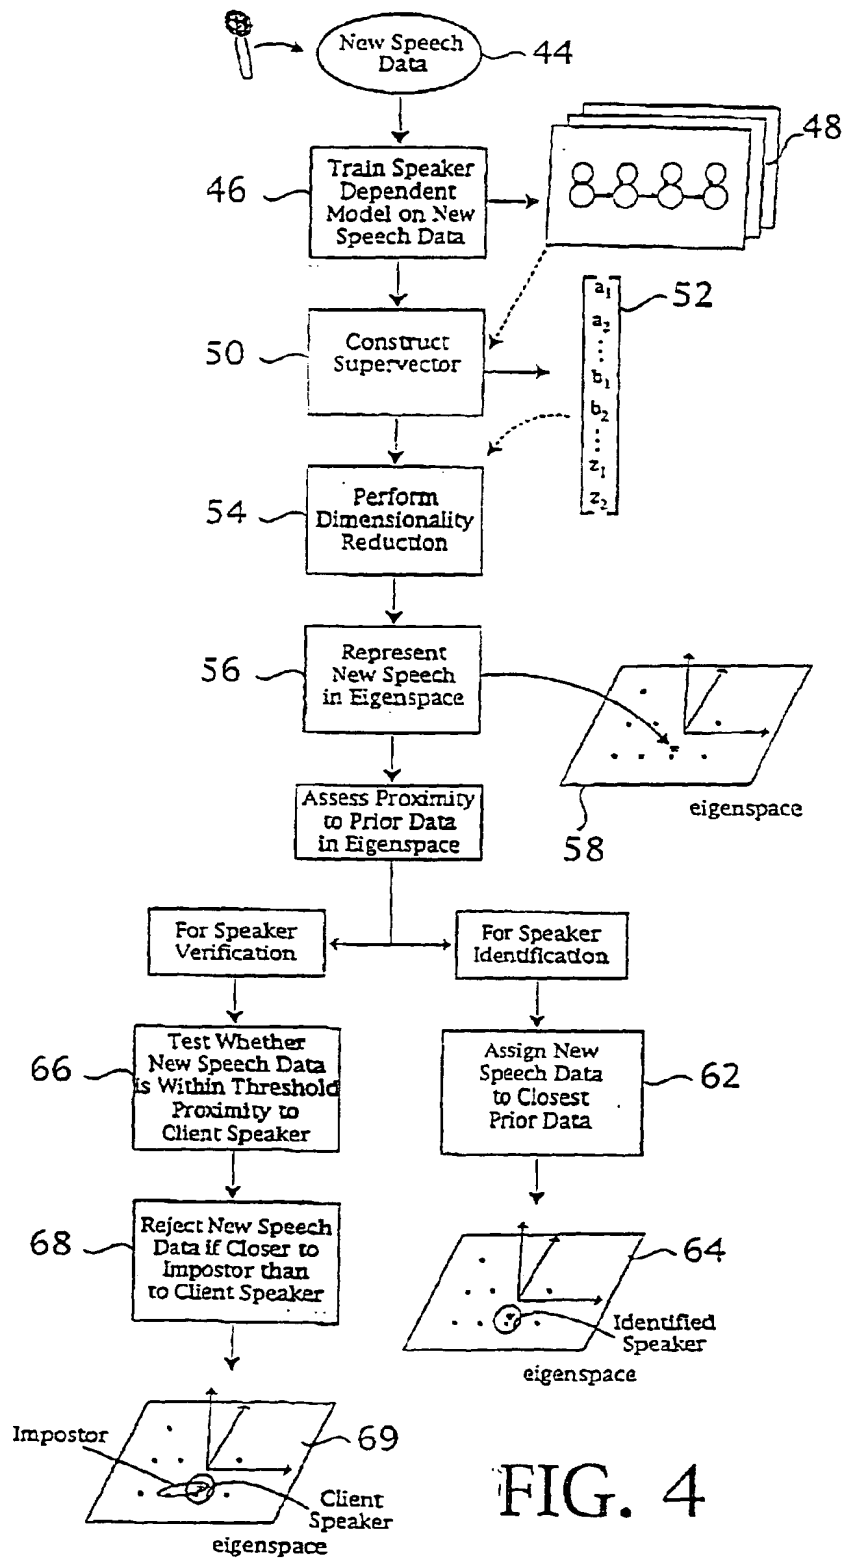 New Speech
Data
44
48
46
Train Speaker
Dependent
Model on New
Speech Data
50
Construct
Supervector
52
a1
a2
b1
b2
z1
z2
54
Perform
Dimensionality
Reduction
56
Represent
New Speech
in Eigenspace
eigenspace
58
Assess Proximity
to Prior Data
in Eigenspace
For Speaker
Verification
For Speaker
Identification
66
Test Whether
New Speech Data
is Within Threshold
Proximity to
Client Speaker
Assign New
Speech Data
to Closest
Prior Data
62
68
Reject New Speech
Data if Closer to
Impostor than
to Client Speaker
64
Identified
Speaker
eigenspace
Impostor
69
Client
Speaker
eigenspace
FIG. 4